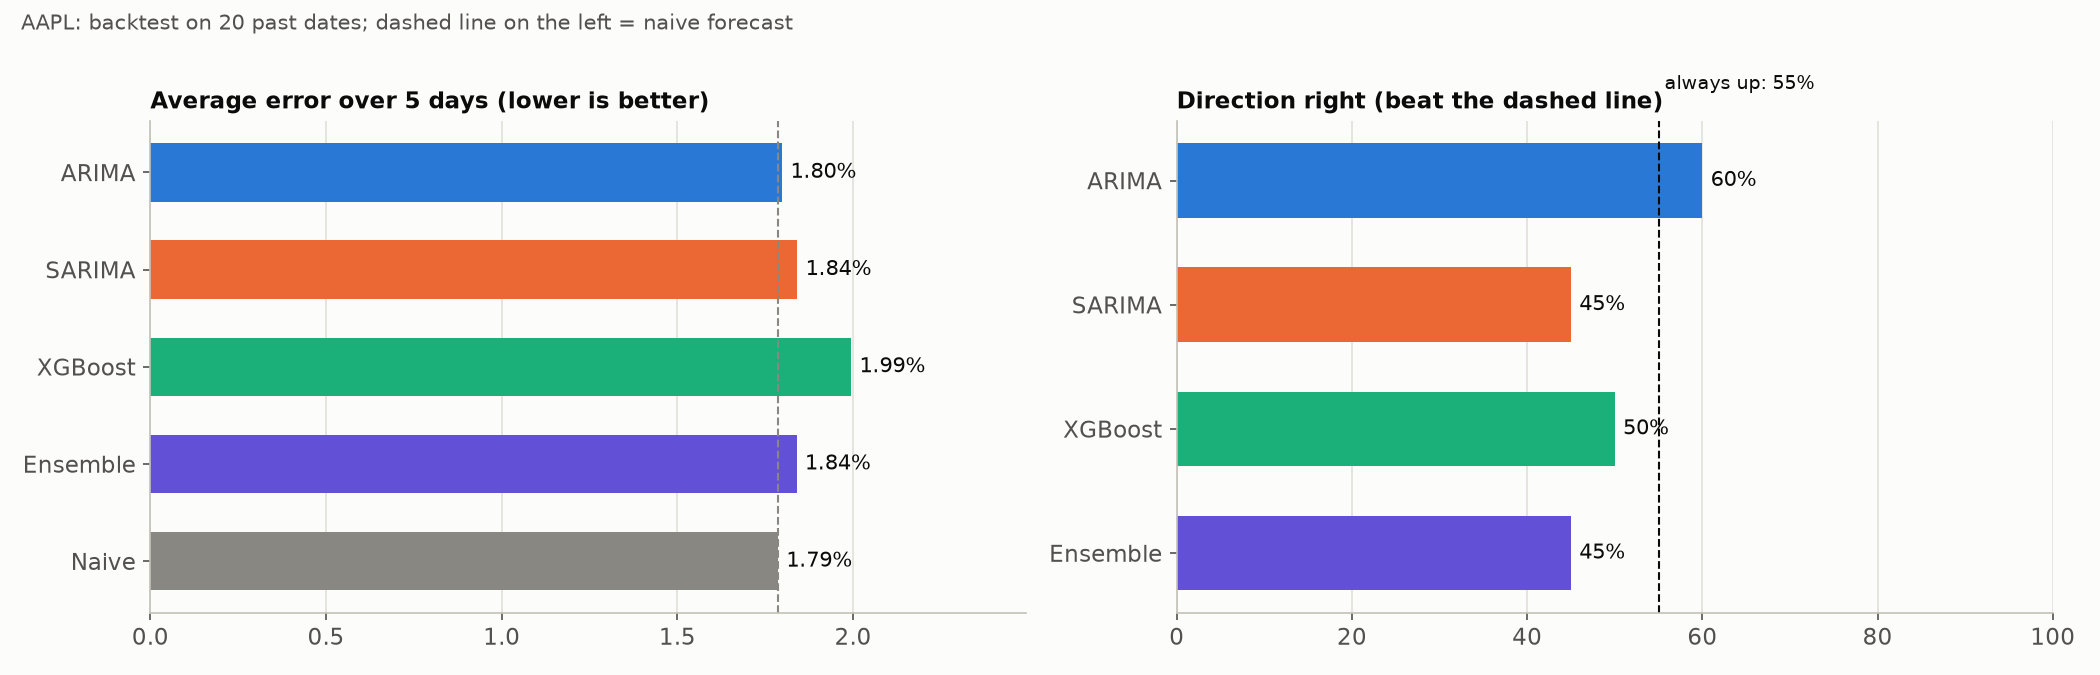 AAPL: backtest on 20 past dates; dashed line on the left = naive forecast
Average error over 5 days (lower is better)
ARIMA
1.80%
SARIMA
1.84%
XGBoost
1.99%
Ensemble
1.84%
Naive
1.79%
0.0 0.5 1.0 1.5 2.0
always up: 55%
Direction right (beat the dashed line)
ARIMA
60%
SARIMA
45%
XGBoost
50%
Ensemble
45%
0 20 40 60 80 100